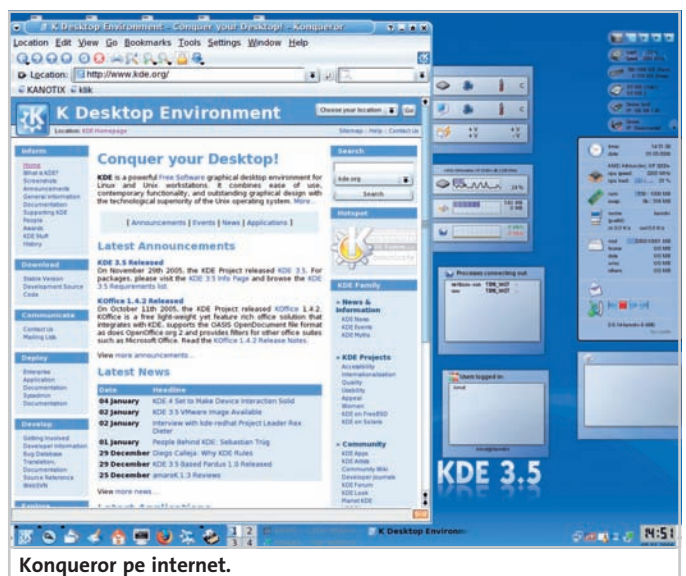 K Desktop Environment - Conquer your Desktop! - Konqueror
Location Edit View Go Bookmarks Tools Settings Window Help
Location: http://www.kde.org/
KANOTIX klik
K Desktop Environment
Choose your location
Go
Location: KDE Homepage
Sitemap Help Contact Us
Inform
Home
What is KDE?
Screenshots
Announcements
General Information
Documentation
Supporting KDE
People
Awards
KDE Stuff
History
Download
Stable Version
Development Source
Code
Communicate
Contact Us
Mailing Lists
Deploy
Enterprise
Application
Documentation
Sysadmin
Documentation
Develop
Getting Involved
Developer Information
Bug Database
Translation,
Documentation
Source Reference
WebSVN
Conquer your Desktop!
KDE is a powerful Free Software graphical desktop environment for
Linux and Unix workstations. It combines ease of use,
contemporary functionality, and outstanding graphical design with
the technological superiority of the Unix operating system. More...
[ Announcements | Events | News | Applications ]
Latest Announcements
KDE 3.5 Released
On November 29th 2005, the KDE Project released KDE 3.5. For
packages, please visit the KDE 3.5 Info Page and browse the KDE
3.5 Requirements list.
KOffice 1.4.2 Released
On October 11th 2005, the KDE Project released KOffice 1.4.2.
KOffice is a free light-weight yet feature rich office solution that
integrates with KDE, supports the OASIS OpenDocument file format
as does OpenOffice.org 2 and provides filters for other office suites
such as Microsoft Office. Read the KOffice 1.4.2 Release Notes.
View more announcements...
Latest News
Date Headline
04 January KDE 4 Set to Make Device Interaction Solid
02 January KDE 3.5 VMware Image Available
02 January Interview with kde-redhat Project Leader Rex
Dieter
01 January People Behind KDE: Sebastian Trüg
29 December Diego Calleja: Why KDE Rules
29 December KDE 3.5 Based Pardus 1.0 Released
25 December amaroK 1.3 Reviews
View more news...
Latest Applications
Search
kde.org
Search
Hotspot
KDE Family
» News &
Information
KDE News
KDE Events
KDE Myths
» KDE Projects
Accessibility
Internationalization
Quality
Usability
Appeal
Women
KDE on FreeBSD
KDE on Solaris
» Community
KDE Apps
KDE Artists
Community Wiki
Developer Journals
KDE Forum
KDE Look
Planet KDE
Processes connecting out
Users logged in:
KDE 3.5
1 2
3 4
K Desktop Environm
14:51
Konqueror pe internet.